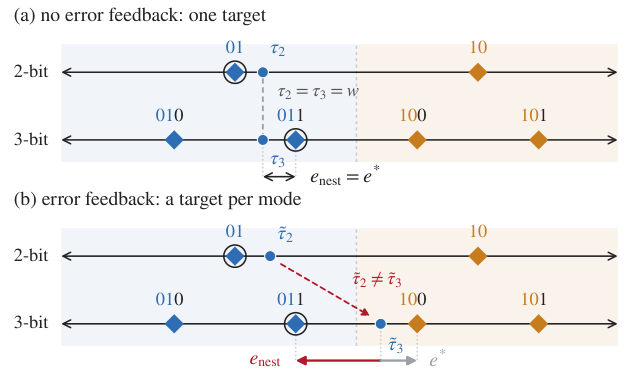 (a) no error feedback: one target
01 τ₂ 10
2-bit
τ₂ = τ₃ = w
010 011 100 101
3-bit
τ₃
e_nest = e*
(b) error feedback: a target per mode
01 τ̃₂ 10
2-bit
τ̃₂ ≠ τ̃₃
010 011 100 101
3-bit
τ̃₃
e_nest e*